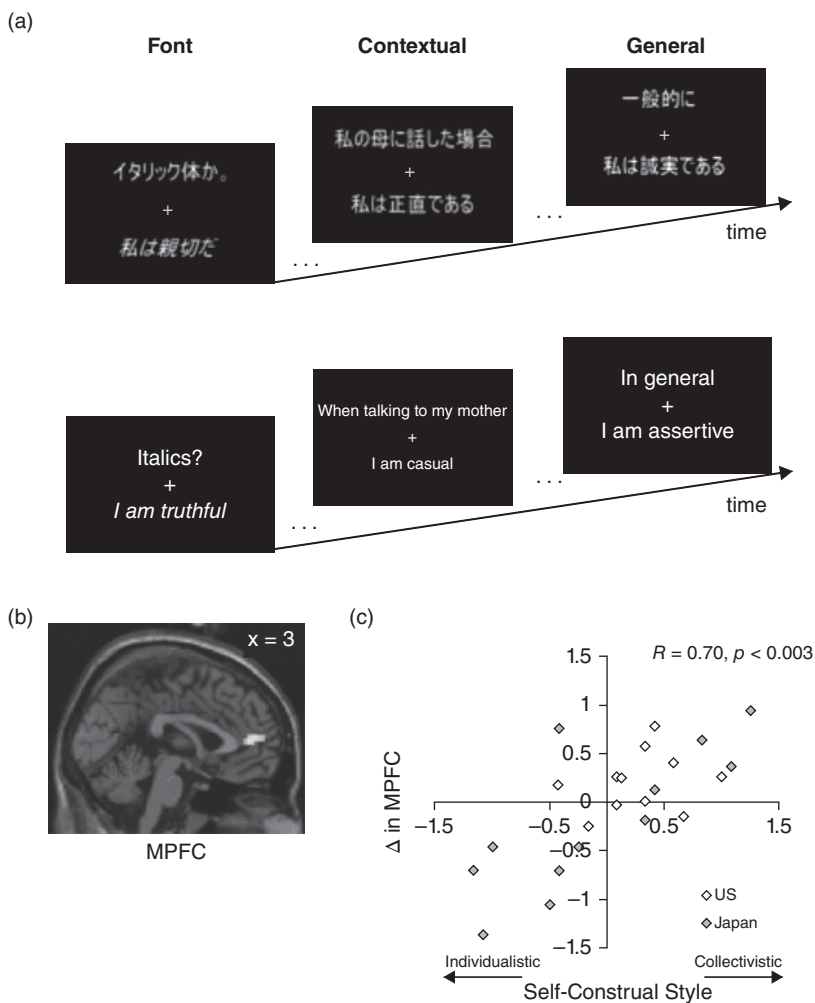 (a)
Font
Contextual
General
イタリック体か。
+
私は親切だ
私の母に話した場合
+
私は正直である
一般的に
+
私は誠実である
. . .
. . .
time
Italics?
+
I am truthful
When talking to my mother
+
I am casual
In general
+
I am assertive
. . .
. . .
time
(b)
x = 3
MPFC
(c)
R = 0.70, p < 0.003
Δ in MPFC
1.5
1
0.5
0
−1.5
−0.5
0.5
1.5
−0.5
−1
−1.5
US
Japan
Individualistic
Collectivistic
Self-Construal Style